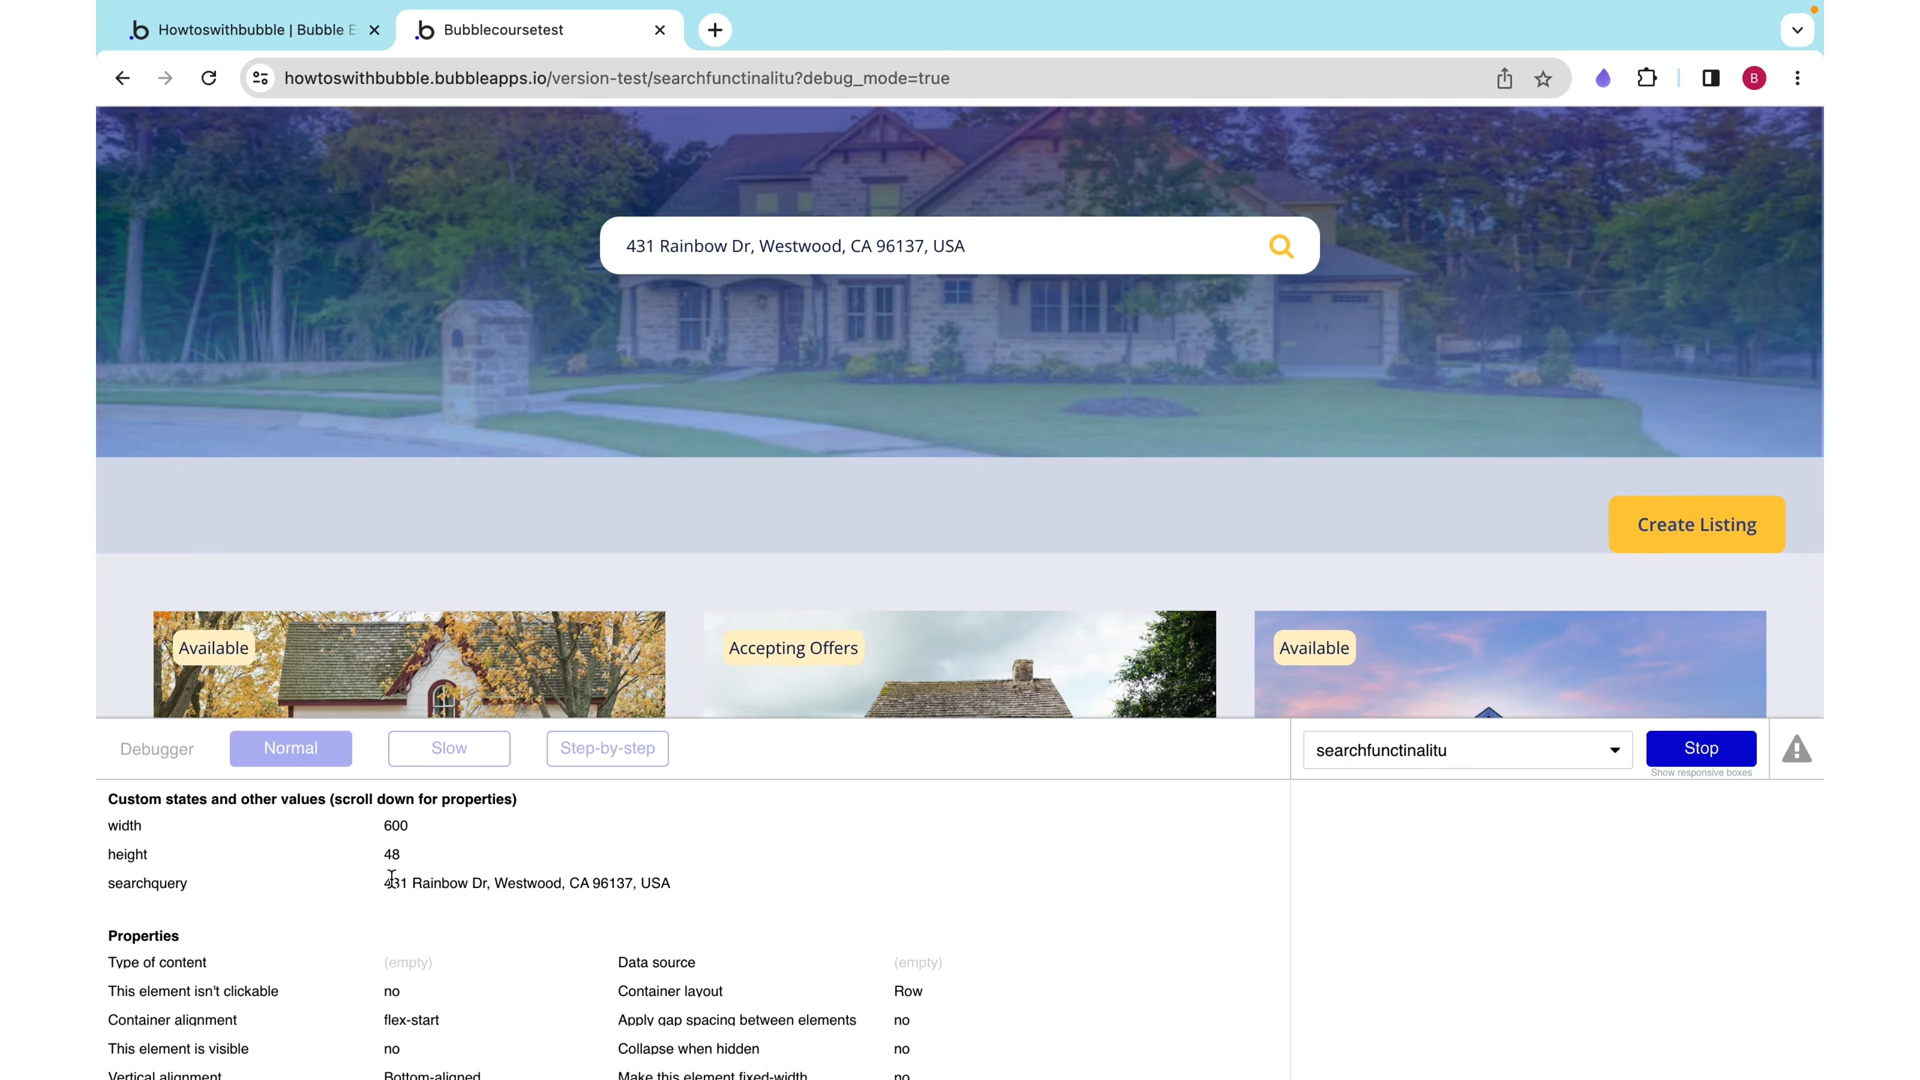 Howtoswithbubble | Bubble E
Bubblecoursetest
howtoswithbubble.bubbleapps.io/version-test/searchfunctinalitu?debug_mode=true
B
431 Rainbow Dr, Westwood, CA 96137, USA
Create Listing
Available
Accepting Offers
Available
Debugger
Normal
Slow
Step-by-step
searchfunctinalitu
Stop
Show responsive boxes
Custom states and other values (scroll down for properties)
width 600
height 48
searchquery 431 Rainbow Dr, Westwood, CA 96137, USA
Properties
Type of content (empty) Data source (empty)
This element isn't clickable no Container layout Row
Container alignment flex-start Apply gap spacing between elements no
This element is visible no Collapse when hidden no
Vertical alignment Bottom-aligned Make this element fixed-width no